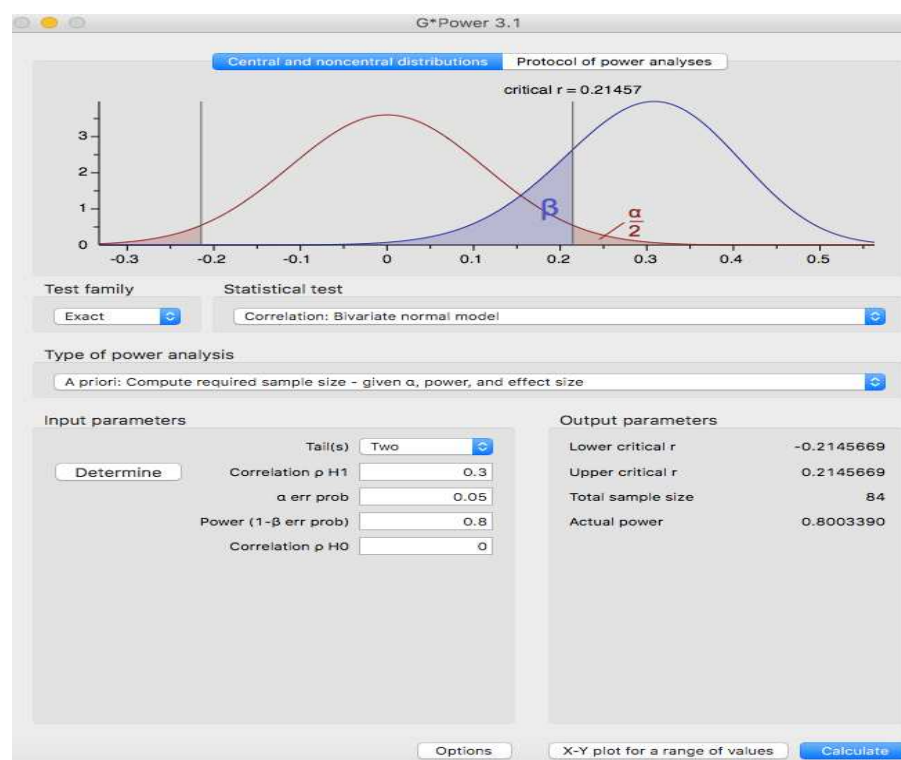 G*Power 3.1
Central and noncentral distributions Protocol of power analyses
critical r = 0.21457
3
2
1
0
β
α
2
-0.3 -0.2 -0.1 0 0.1 0.2 0.3 0.4 0.5
Test family Statistical test
Exact Correlation: Bivariate normal model
Type of power analysis
A priori: Compute required sample size - given α, power, and effect size
Input parameters Output parameters
Tail(s) Two Lower critical r -0.2145669
Determine Correlation ρ H1 0.3 Upper critical r 0.2145669
α err prob 0.05 Total sample size 84
Power (1-β err prob) 0.8 Actual power 0.8003390
Correlation ρ H0 0
Options X-Y plot for a range of values Calculate